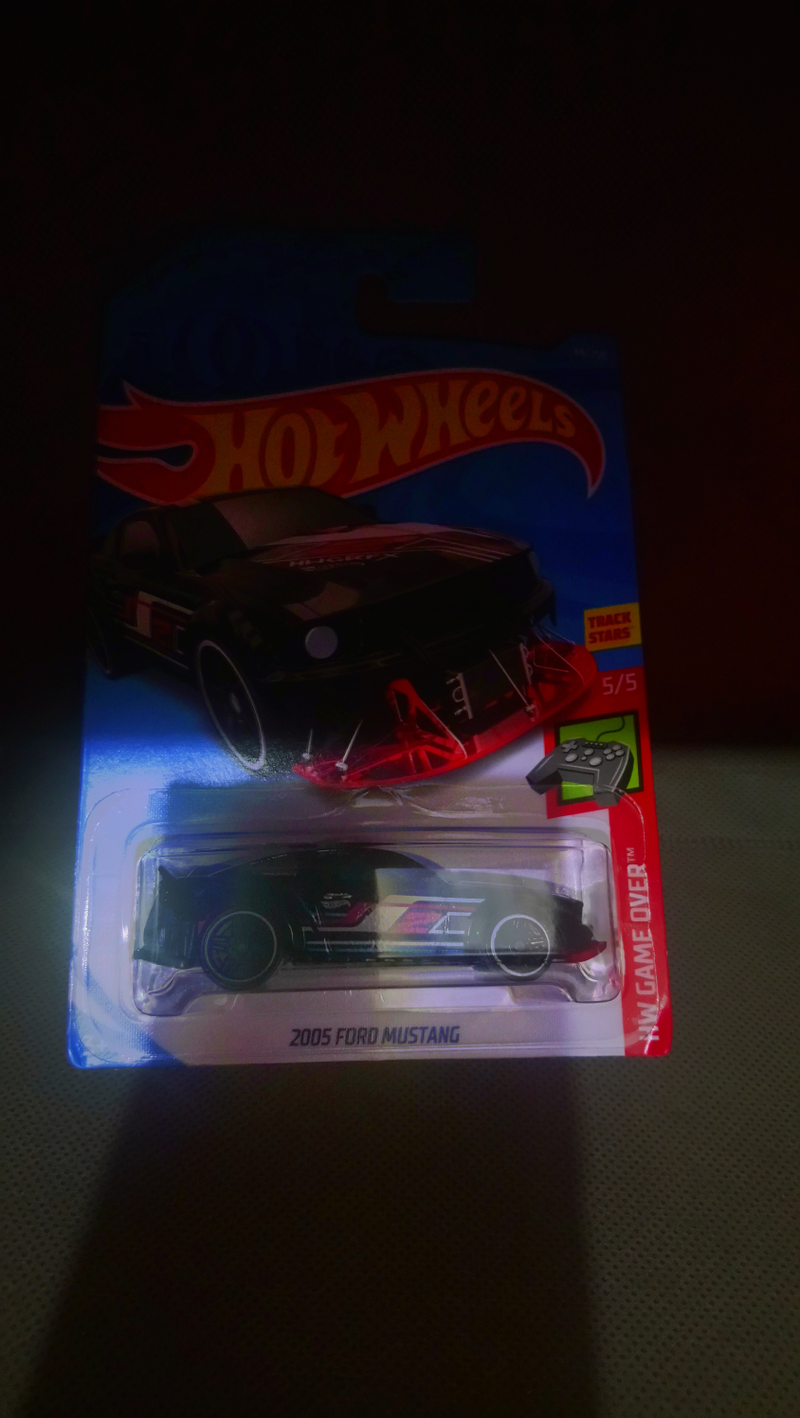 HOT WHEELS
TRACK
STARS
5/5
HW GAME OVER™
2005 FORD MUSTANG